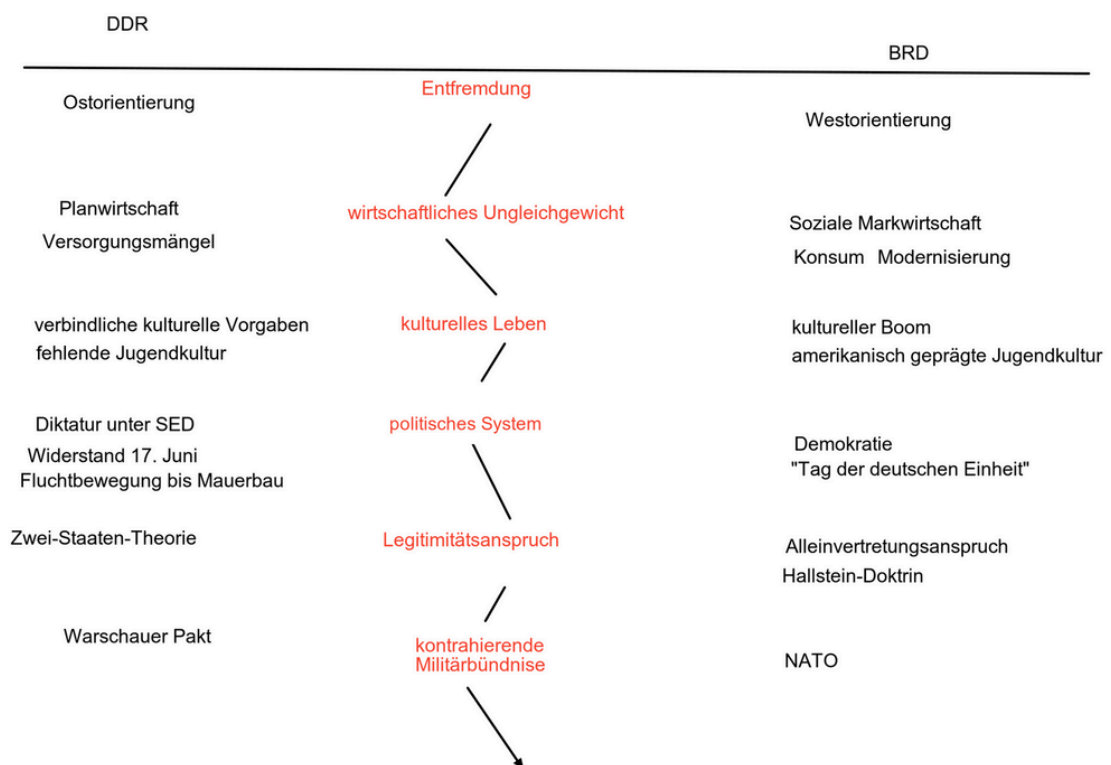 DDR
BRD
Entfremdung
Ostorientierung
Westorientierung
Planwirtschaft
wirtschaftliches Ungleichgewicht
Soziale Markwirtschaft
Versorgungsmängel
Konsum Modernisierung
verbindliche kulturelle Vorgaben
kulturelles Leben
kultureller Boom
fehlende Jugendkultur
amerikanisch geprägte Jugendkultur
Diktatur unter SED
politisches System
Demokratie
Widerstand 17. Juni
"Tag der deutschen Einheit"
Fluchtbewegung bis Mauerbau
Zwei-Staaten-Theorie
Legitimitätsanspruch
Alleinvertretungsanspruch
Hallstein-Doktrin
Warschauer Pakt
kontrahierende
Militärbündnise
NATO